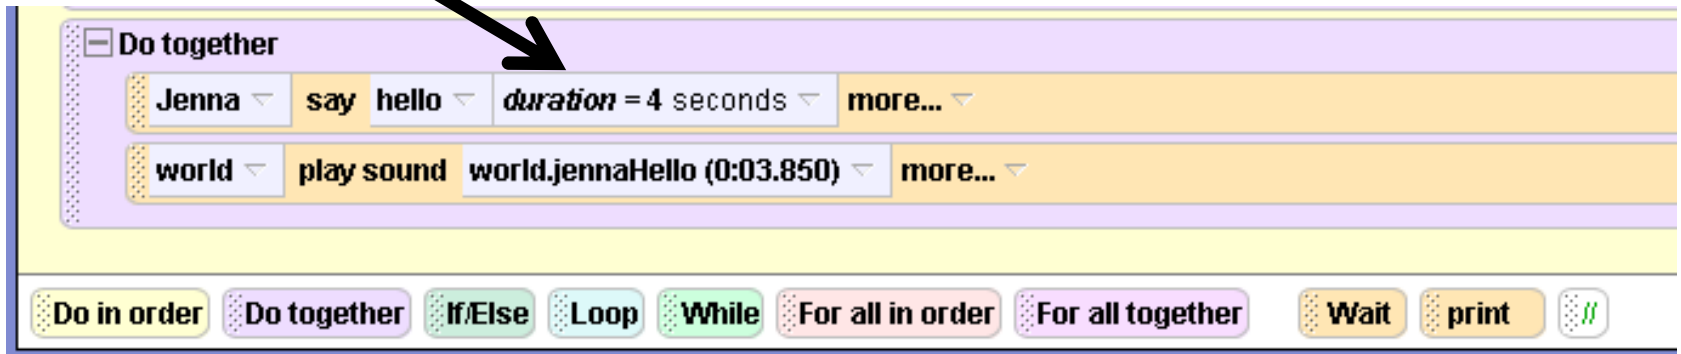 Do together
Jenna say hello duration = 4 seconds more...
world play sound world.jennaHello (0:03.850) more...
Do in order Do together If/Else Loop While For all in order For all together Wait print //